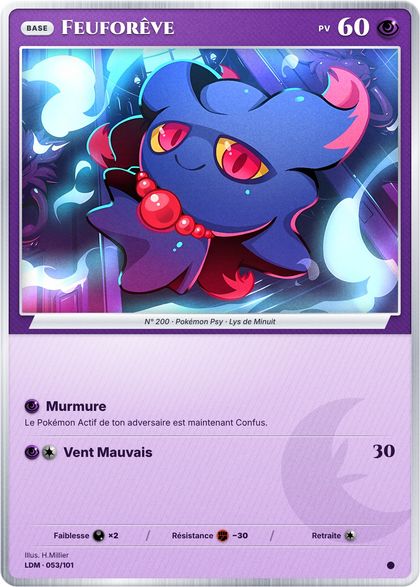 BASE Feuforêve PV 60
N° 200 · Pokémon Psy · Lys de Minuit
Murmure
Le Pokémon Actif de ton adversaire est maintenant Confus.
Vent Mauvais 30
Faiblesse ×2 / Résistance −30 / Retraite
Illus. H.Millier
LDM · 053/101